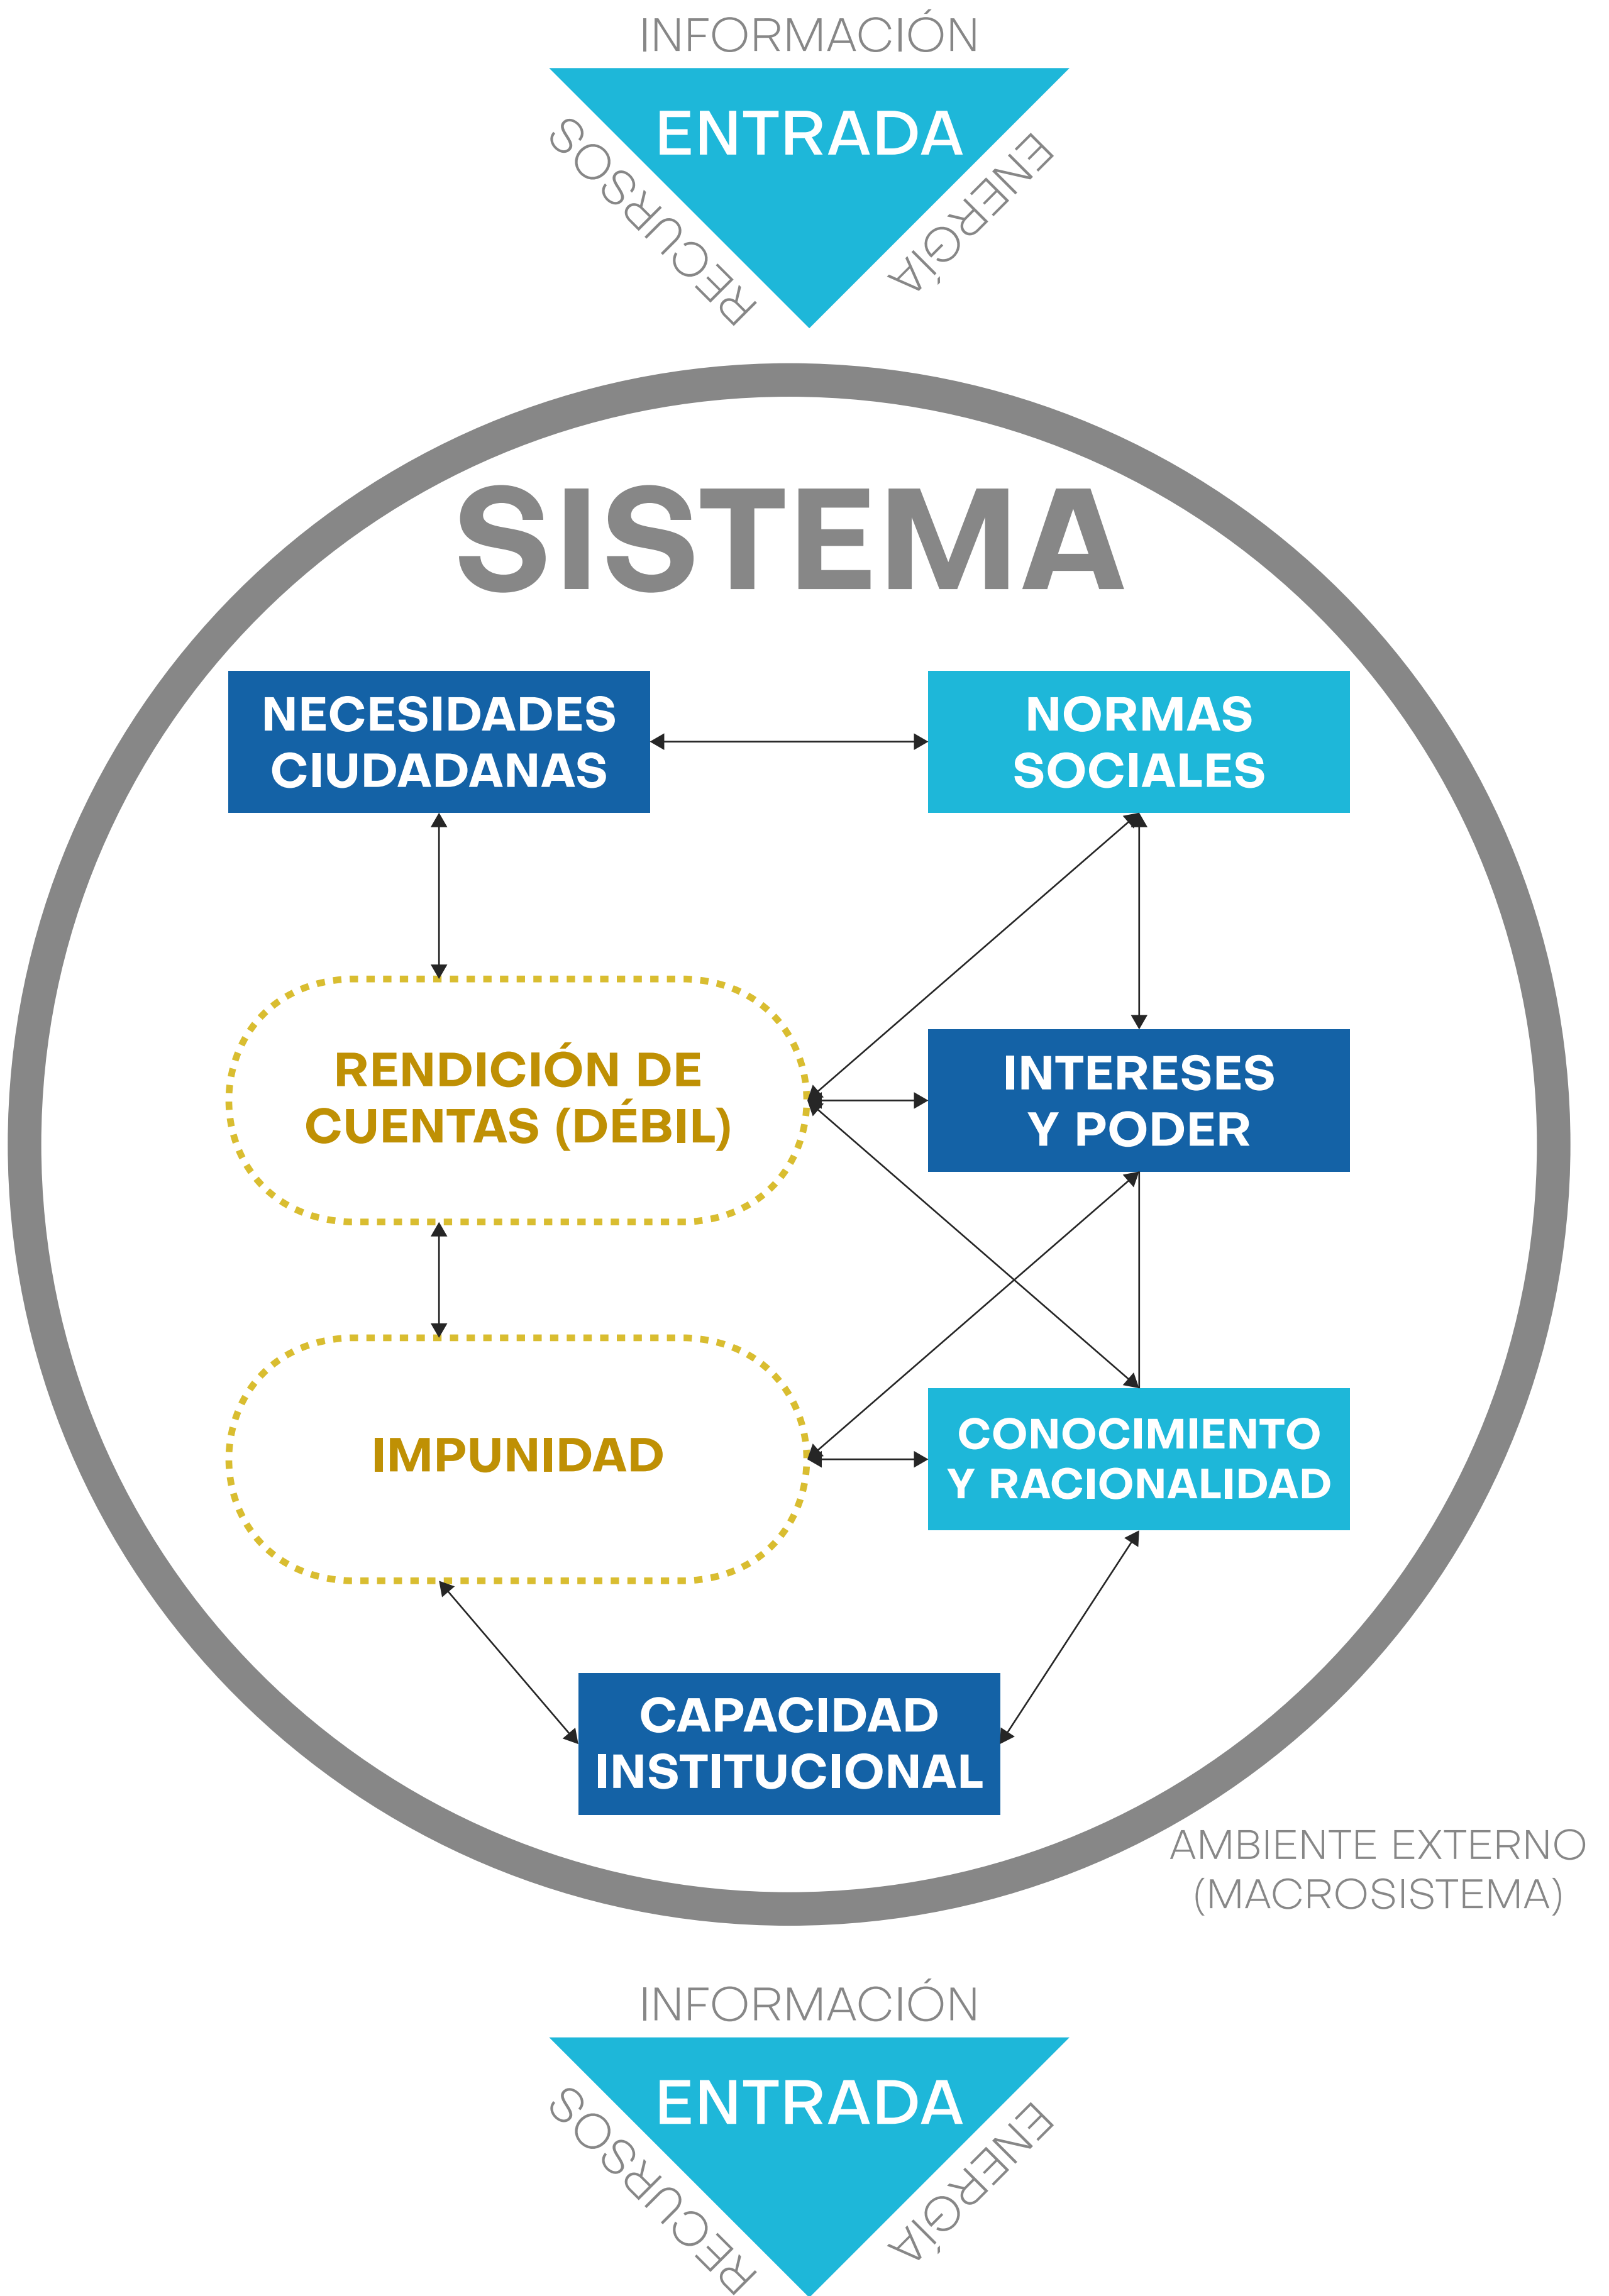 INFORMACIÓN
ENTRADA
RECURSOS
ENERGÍA
SISTEMA
NECESIDADES
CIUDADANAS
NORMAS
SOCIALES
RENDICIÓN DE
CUENTAS (DÉBIL)
INTERESES
Y PODER
IMPUNIDAD
CONOCIMIENTO
Y RACIONALIDAD
CAPACIDAD
INSTITUCIONAL
AMBIENTE EXTERNO
(MACROSISTEMA)
INFORMACIÓN
ENTRADA
RECURSOS
ENERGÍA